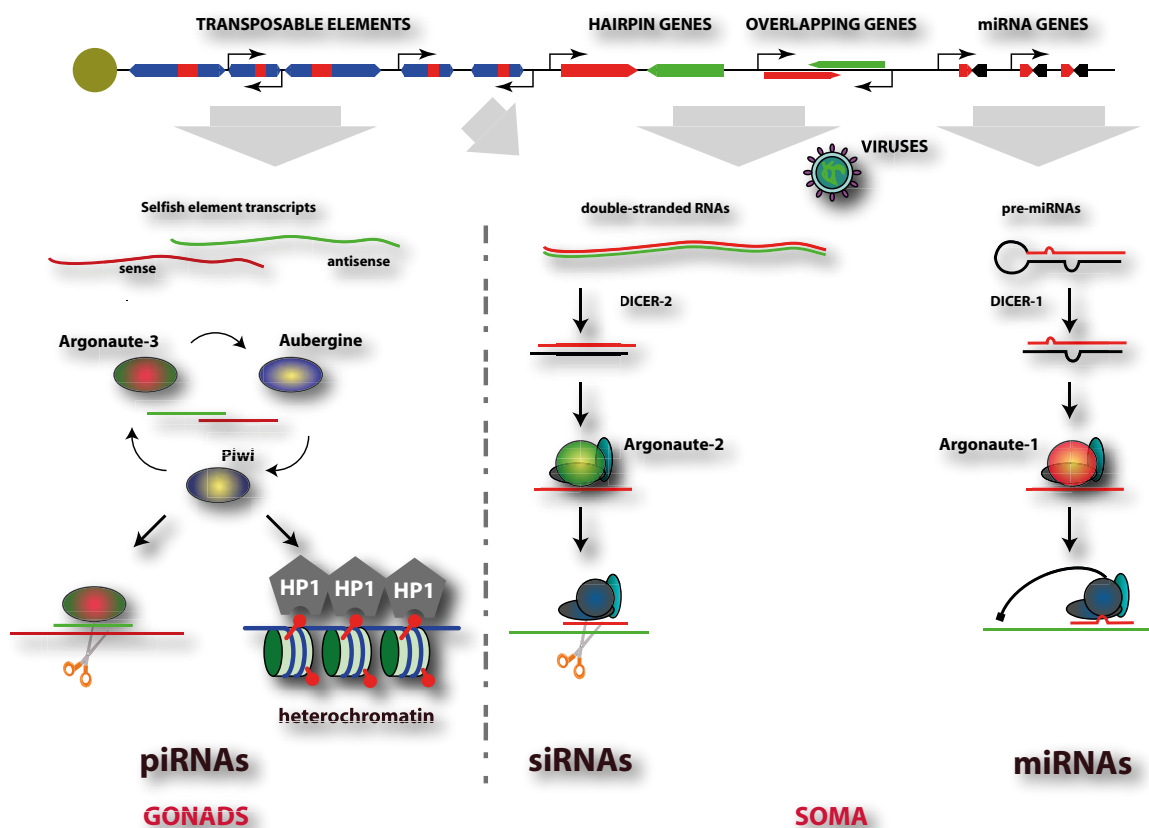 TRANSPOSABLE ELEMENTS
HAIRPIN GENES
OVERLAPPING GENES
miRNA GENES
VIRUSES
Selfish element transcripts
double-stranded RNAs
pre-miRNAs
sense
antisense
DICER-2
DICER-1
Argonaute-3
Aubergine
Argonaute-2
Argonaute-1
Piwi
HP1
HP1
HP1
heterochromatin
piRNAs
siRNAs
miRNAs
GONADS
SOMA